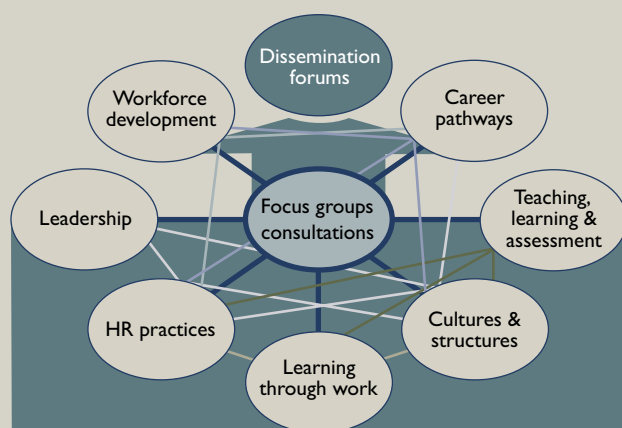 Dissemination
forums
Workforce
development
Career
pathways
Leadership
Focus groups
consultations
Teaching,
learning &
assessment
HR practices
Cultures &
structures
Learning
through work